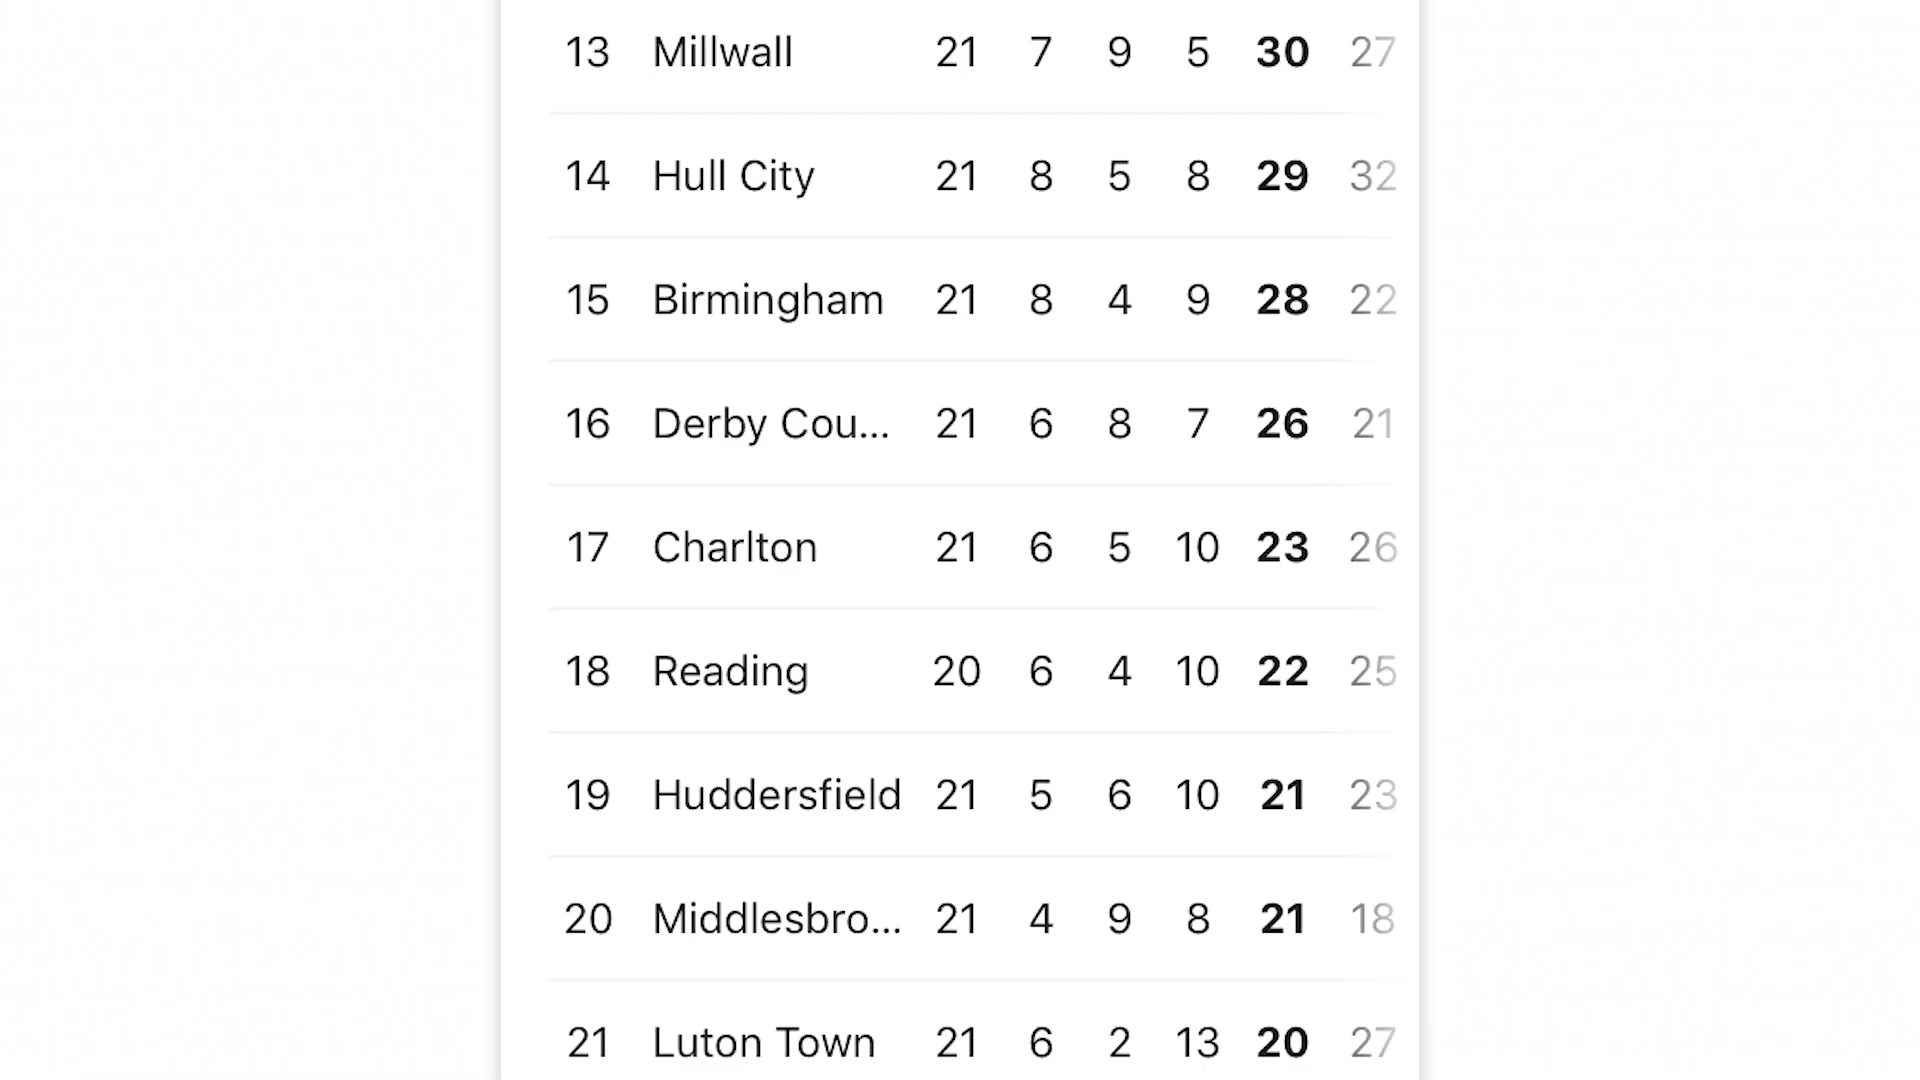 13 Millwall 21 7 9 5 30 27
14 Hull City 21 8 5 8 29 32
15 Birmingham 21 8 4 9 28 22
16 Derby Cou... 21 6 8 7 26 21
17 Charlton 21 6 5 10 23 26
18 Reading 20 6 4 10 22 25
19 Huddersfield 21 5 6 10 21 23
20 Middlesbro... 21 4 9 8 21 18
21 Luton Town 21 6 2 13 20 27